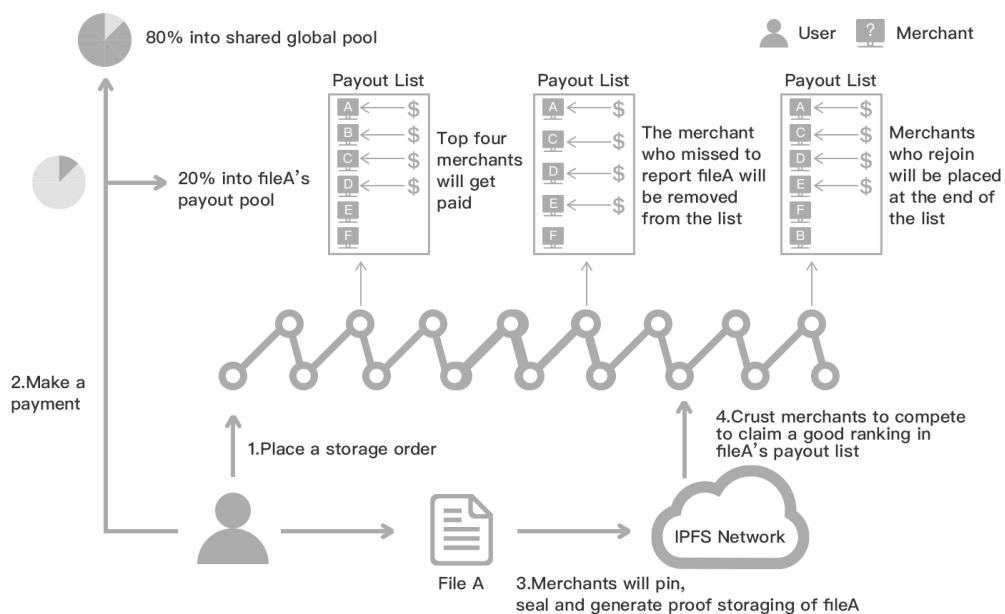 80% into shared global pool
User
? Merchant
Payout List
A $
B $
C $
D $
E
F
Top four
merchants
will get
paid
Payout List
A $
C $
D $
E $
F
The merchant
who missed to
report fileA will
be removed
from the list
Payout List
A $
C $
D $
E $
F
B
Merchants
who rejoin
will be placed
at the end of
the list
20% into fileA's
payout pool
2.Make a
payment
1.Place a storage order
4.Crust merchants to compete
to claim a good ranking in
fileA's payout list
IPFS Network
File A
3.Merchants will pin,
seal and generate proof storaging of fileA